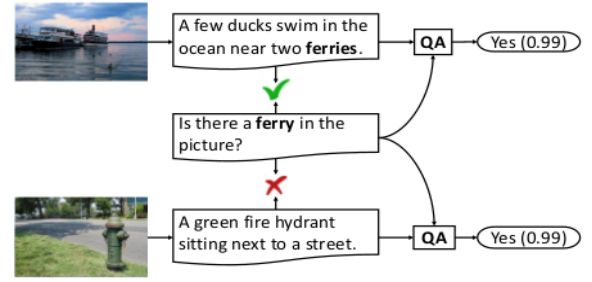 A few ducks swim in the
ocean near two ferries.
QA
Yes (0.99)
Is there a ferry in the
picture?
A green fire hydrant
sitting next to a street.
QA
Yes (0.99)